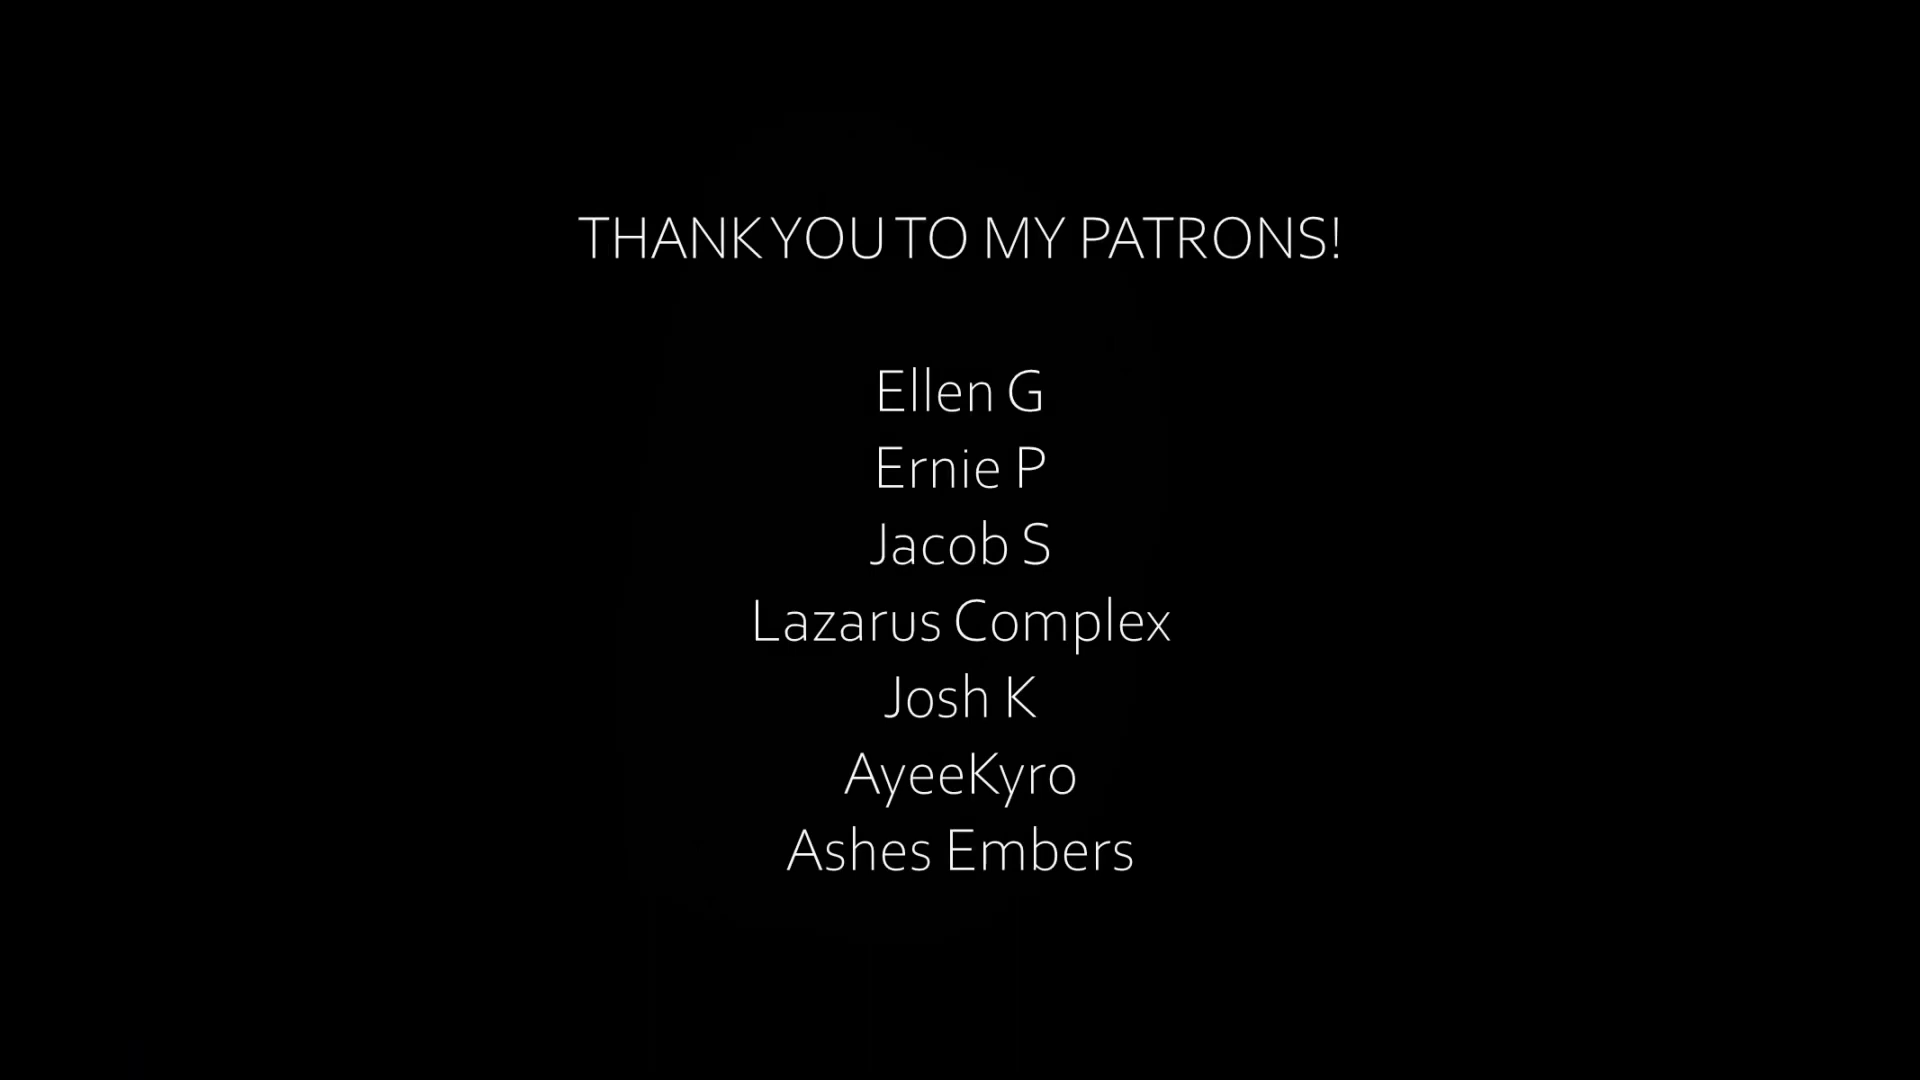 THANK YOU TO MY PATRONS!
Ellen G
Ernie P
Jacob S
Lazarus Complex
Josh K
AyeeKyro
Ashes Embers